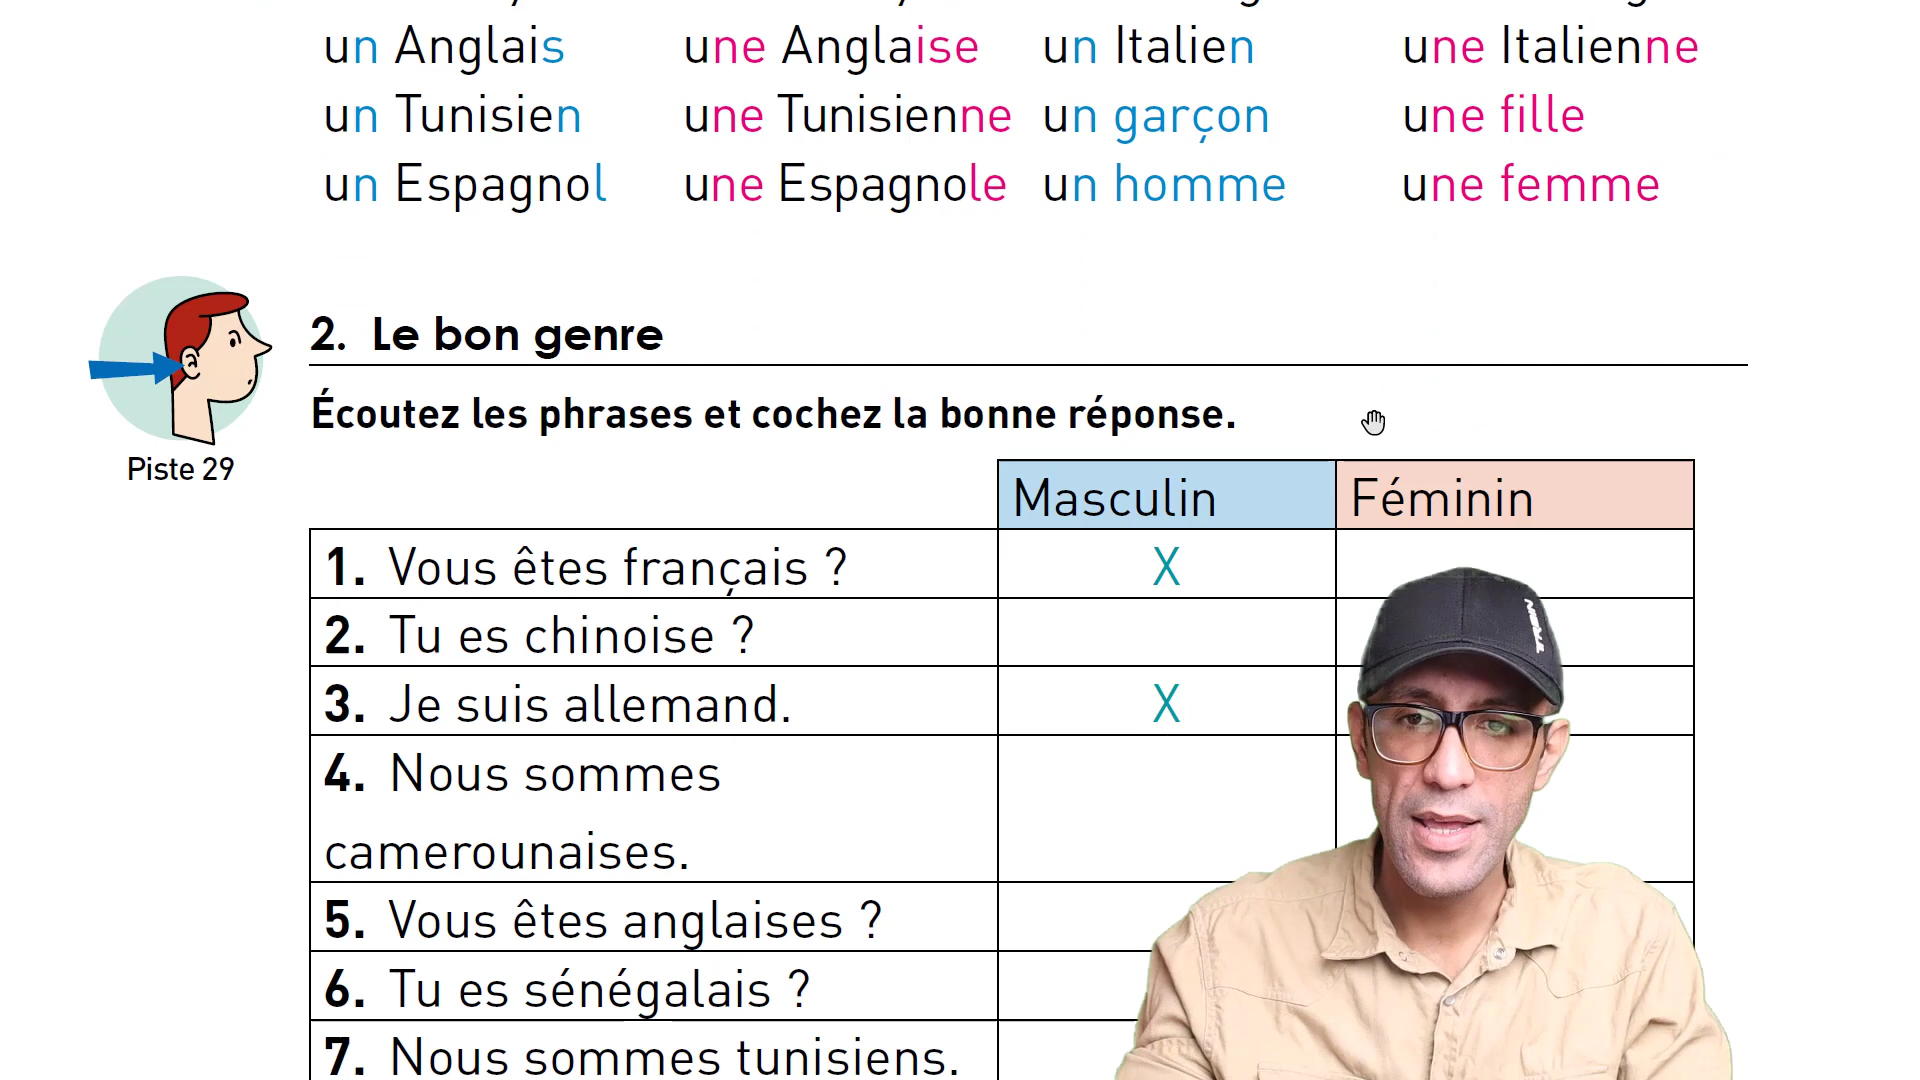 un Anglais une Anglaise un Italien une Italienne
un Tunisien une Tunisienne un garçon une fille
un Espagnol une Espagnole un homme une femme
2. Le bon genre
Écoutez les phrases et cochez la bonne réponse.
Piste 29
Masculin Féminin
1. Vous êtes français ? X
2. Tu es chinoise ?
3. Je suis allemand. X
4. Nous sommes
camerounaises.
5. Vous êtes anglaises ?
6. Tu es sénégalais ?
7. Nous sommes tunisiens.